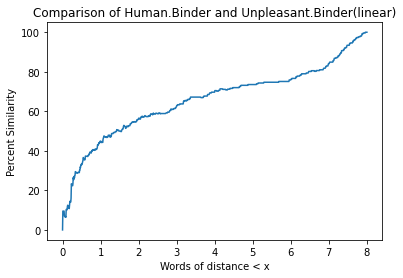 Comparison of Human.Binder and Unpleasant.Binder(linear)
100
80
60
40
20
0
Percent Similarity
0 1 2 3 4 5 6 7 8
Words of distance < x